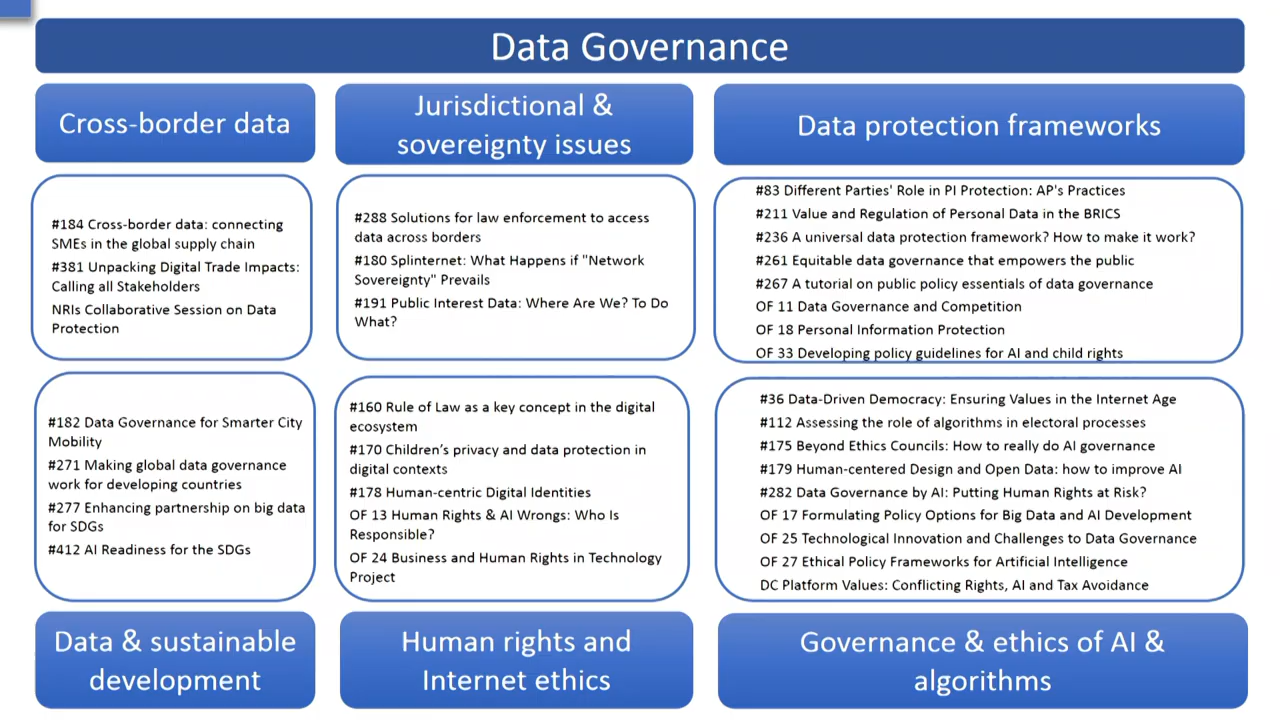 Data Governance
Cross-border data
Jurisdictional &
sovereignty issues
Data protection frameworks
#184 Cross-border data: connecting
SMEs in the global supply chain
#381 Unpacking Digital Trade Impacts:
Calling all Stakeholders
NRIs Collaborative Session on Data
Protection
#288 Solutions for law enforcement to access
data across borders
#180 Splinternet: What Happens if "Network
Sovereignty" Prevails
#191 Public Interest Data: Where Are We? To Do
What?
#83 Different Parties' Role in PI Protection: AP's Practices
#211 Value and Regulation of Personal Data in the BRICS
#236 A universal data protection framework? How to make it work?
#261 Equitable data governance that empowers the public
#267 A tutorial on public policy essentials of data governance
OF 11 Data Governance and Competition
OF 18 Personal Information Protection
OF 33 Developing policy guidelines for AI and child rights
#182 Data Governance for Smarter City
Mobility
#271 Making global data governance
work for developing countries
#277 Enhancing partnership on big data
for SDGs
#412 AI Readiness for the SDGs
#160 Rule of Law as a key concept in the digital
ecosystem
#170 Children’s privacy and data protection in
digital contexts
#178 Human-centric Digital Identities
OF 13 Human Rights & AI Wrongs: Who Is
Responsible?
OF 24 Business and Human Rights in Technology
Project
#36 Data-Driven Democracy: Ensuring Values in the Internet Age
#112 Assessing the role of algorithms in electoral processes
#175 Beyond Ethics Councils: How to really do AI governance
#179 Human-centered Design and Open Data: how to improve AI
#282 Data Governance by AI: Putting Human Rights at Risk?
OF 17 Formulating Policy Options for Big Data and AI Development
OF 25 Technological Innovation and Challenges to Data Governance
OF 27 Ethical Policy Frameworks for Artificial Intelligence
DC Platform Values: Conflicting Rights, AI and Tax Avoidance
Data & sustainable
development
Human rights and
Internet ethics
Governance & ethics of AI &
algorithms